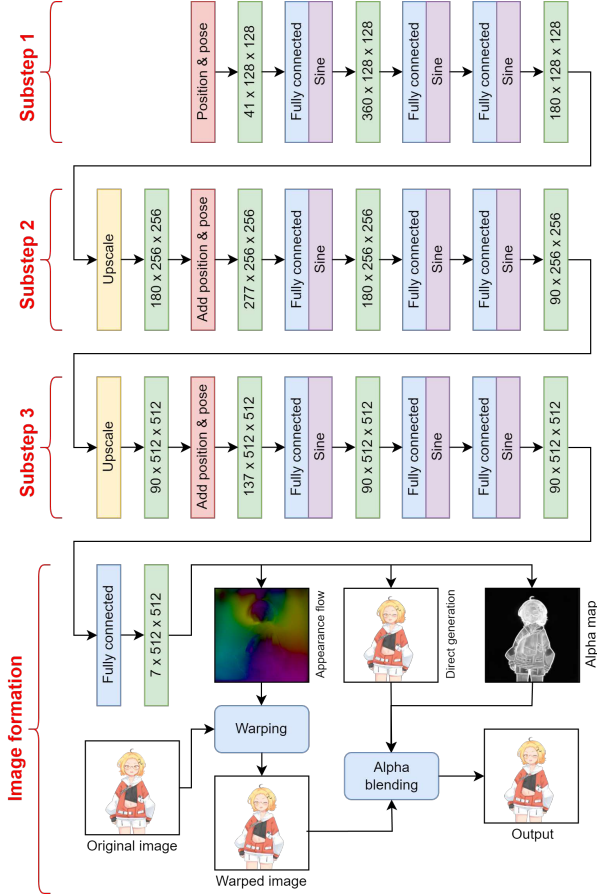 Substep 1
Position & pose
41 x 128 x 128
Fully connected
Sine
360 x 128 x 128
Fully connected
Sine
Fully connected
Sine
180 x 128 x 128
Substep 2
Upscale
180 x 256 x 256
Add position & pose
277 x 256 x 256
Fully connected
Sine
180 x 256 x 256
Fully connected
Sine
Fully connected
Sine
90 x 256 x 256
Substep 3
Upscale
90 x 512 x 512
Add position & pose
137 x 512 x 512
Fully connected
Sine
90 x 512 x 512
Fully connected
Sine
Fully connected
Sine
90 x 512 x 512
Image formation
Fully connected
7 x 512 x 512
Appearance flow
Direct generation
Alpha map
Warping
Alpha
blending
Original image
Warped image
Output